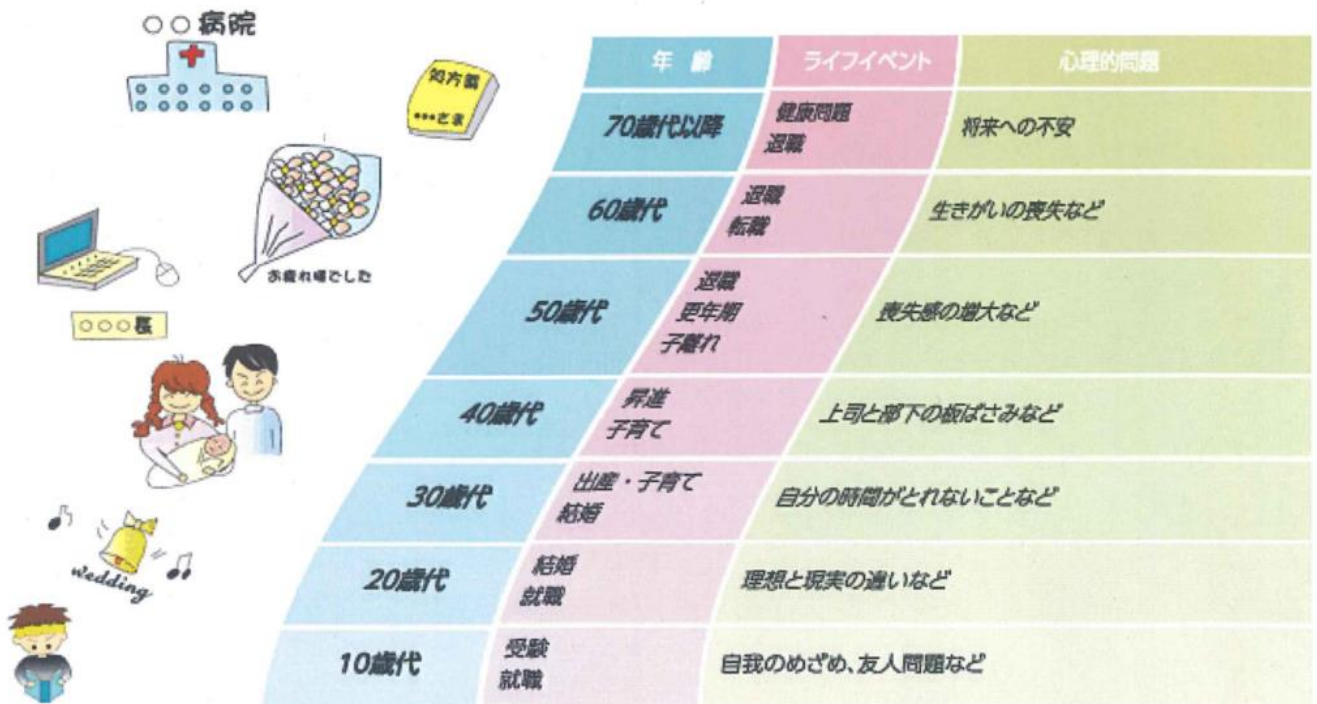 ○○病院
処方箋
•••さま
お疲れ様でした
○○○長
wedding
年齢 ライフイベント 心理的問題
70歳代以降
健康問題
退職
将来への不安
60歳代
退職
転職
生きがいの喪失など
50歳代
退職
更年期
子離れ
喪失感の増大など
40歳代
昇進
子育て
上司と部下の板ばさみなど
30歳代
出産・子育て
結婚
自分の時間がとれないことなど
20歳代
結婚
就職
理想と現実の違いなど
10歳代
受験
就職
自我のめざめ、友人問題など